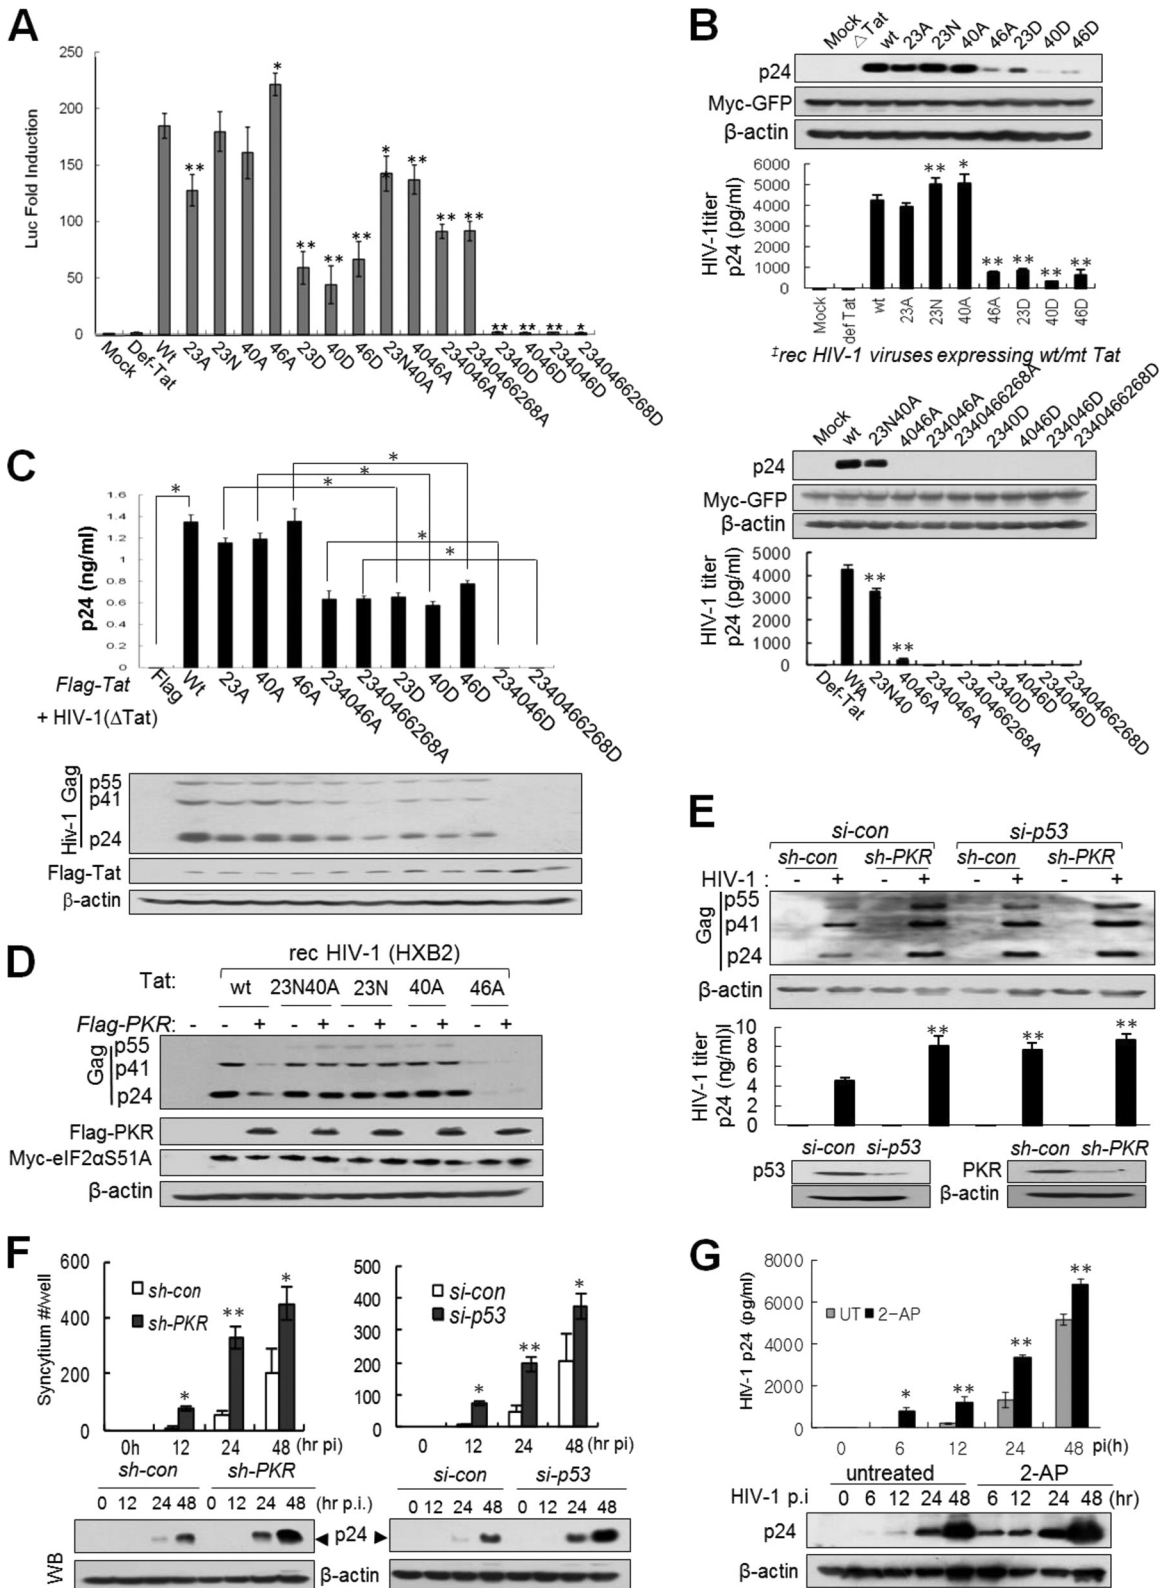 A
250
200
150
100
50
0
Luc Fold Induction
* ** ** ** ** * ** ** ** ** ** ** *
Mock Def-Tat Wt 23A 23N 40A 46A 23D 40D 46D 23N40A 4046A 234046A 2340466268A 2340D 4046D 234046D 2340466268D
B
Mock △Tat wt 23A 23N 40A 46A 23D 40D 46D
p24
Myc-GFP
β-actin
6000
5000
4000
3000
2000
1000
0
HIV-1titer
p24 (pg/ml)
** * ** ** ** **
Mock def Tat wt 23A 23N 40A 46A 23D 40D 46D
‡rec HIV-1 viruses expressing wt/mt Tat
Mock wt 23N40A 4046A 234046A 2340466268A 2340D 4046D 234046D 2340466268D
p24
Myc-GFP
β-actin
5000
4000
3000
2000
1000
0
HIV-1 titer
p24 (pg/ml)
** **
Def-Tat WtA 23N40 4046A 234046A 2340466268A 2340D 4046D 234046D 2340466268D
C
1.6
1.4
1.2
1
0.8
0.6
0.4
0.2
0
p24 (ng/ml)
* * * * * *
Flag-Tat
+ HIV-1(ΔTat)
Flag Wt 23A 40A 46A 234046A 2340466268A 23D 40D 46D 234046D 2340466268D
Hiv-1 Gag
p55
p41
p24
Flag-Tat
β-actin
D
rec HIV-1 (HXB2)
Tat: wt 23N40A 23N 40A 46A
Flag-PKR: - - + - + - + - + - +
Gag
p55
p41
p24
Flag-PKR
Myc-eIF2αS51A
β-actin
E
si-con si-p53
sh-con sh-PKR sh-con sh-PKR
HIV-1 : - + - + - + - +
Gag
p55
p41
p24
β-actin
10
8
6
4
2
0
HIV-1 titer
p24 (ng/ml)l
** ** **
si-con si-p53
p53
sh-con sh-PKR
PKR
β-actin
F
600
400
200
0
Syncytium #/well
sh-con
sh-PKR
* ** *
0h 12 24 48 (hr pi)
sh-con sh-PKR
0 12 24 48 0 12 24 48 (hr p.i.)
500
400
300
200
100
0
si-con
si-p53
* ** *
0 12 24 48 (hr pi)
si-con si-p53
0 12 24 48 0 12 24 48
WB
◄ p24 ►
β-actin
G
8000
6000
4000
2000
0
HIV-1 p24 (pg/ml)
UT 2-AP
* ** ** **
0 6 12 24 48 pi(h)
untreated 2-AP
HIV-1 p.i 0 6 12 24 48 6 12 24 48 (hr)
p24
β-actin